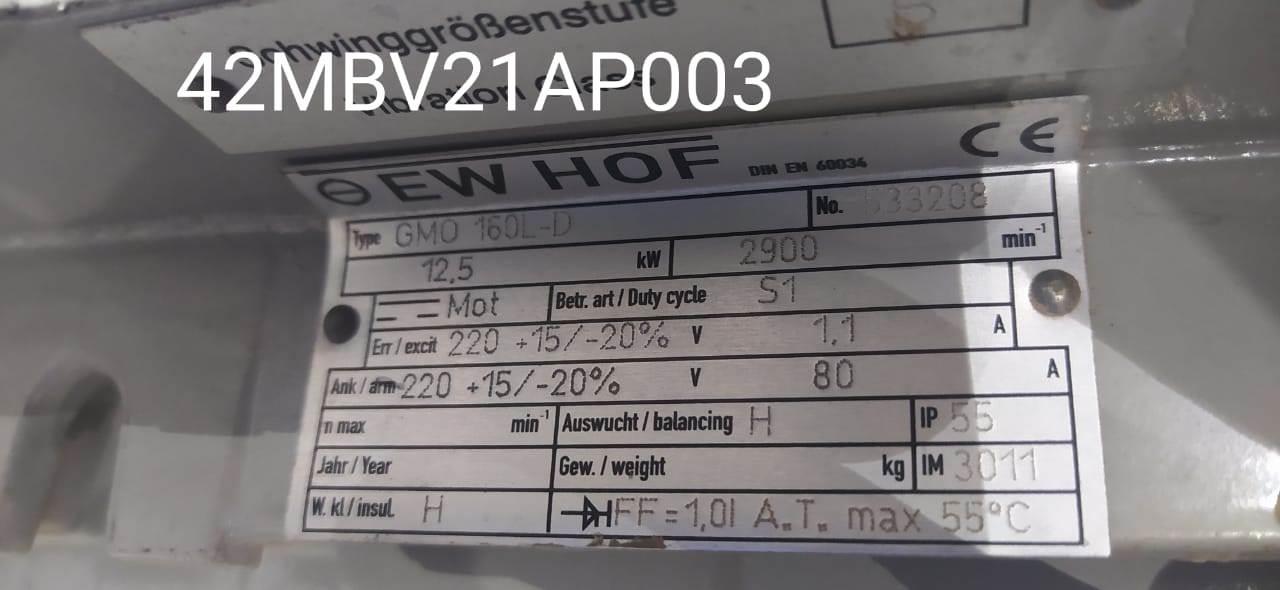 Schwinggrößenstufe
42MBV21AP003
Vibration Class
EW HOF DIN EN 60034 CE
Type GMO 160L-D No.
12,5 kW 2900 min⁻¹
Mot Betr. art / Duty cycle S1
Err / excit 220 +15/-20% V 1,1 A
Ank / arm 220 +15/-20% V 80 A
n max min⁻¹ Auswucht / balancing H IP 55
Jahr / Year Gew. / weight kg IM 3011
W. kl / insul. H FF = 1,0I A.T. max 55°C